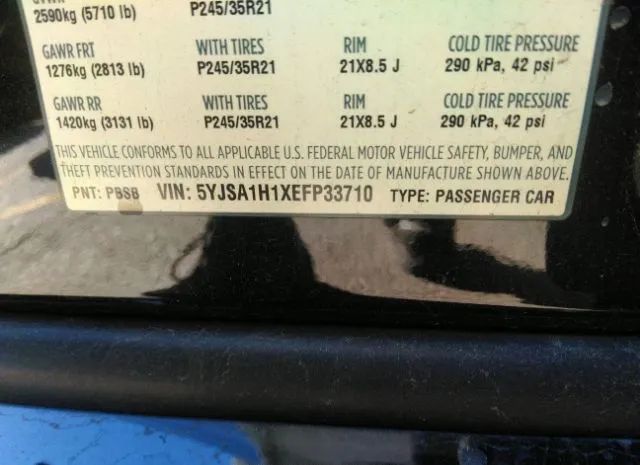 2590kg (5710 lb) P245/35R21
GAWR FRT WITH TIRES RIM COLD TIRE PRESSURE
1276kg (2813 lb) P245/35R21 21X8.5 J 290 kPa, 42 psi
GAWR RR WITH TIRES RIM COLD TIRE PRESSURE
1420kg (3131 lb) P245/35R21 21X8.5 J 290 kPa, 42 psi
THIS VEHICLE CONFORMS TO ALL APPLICABLE U.S. FEDERAL MOTOR VEHICLE SAFETY, BUMPER, AND
THEFT PREVENTION STANDARDS IN EFFECT ON THE DATE OF MANUFACTURE SHOWN ABOVE.
PNT: PBSB VIN: 5YJSA1H1XEFP33710 TYPE: PASSENGER CAR